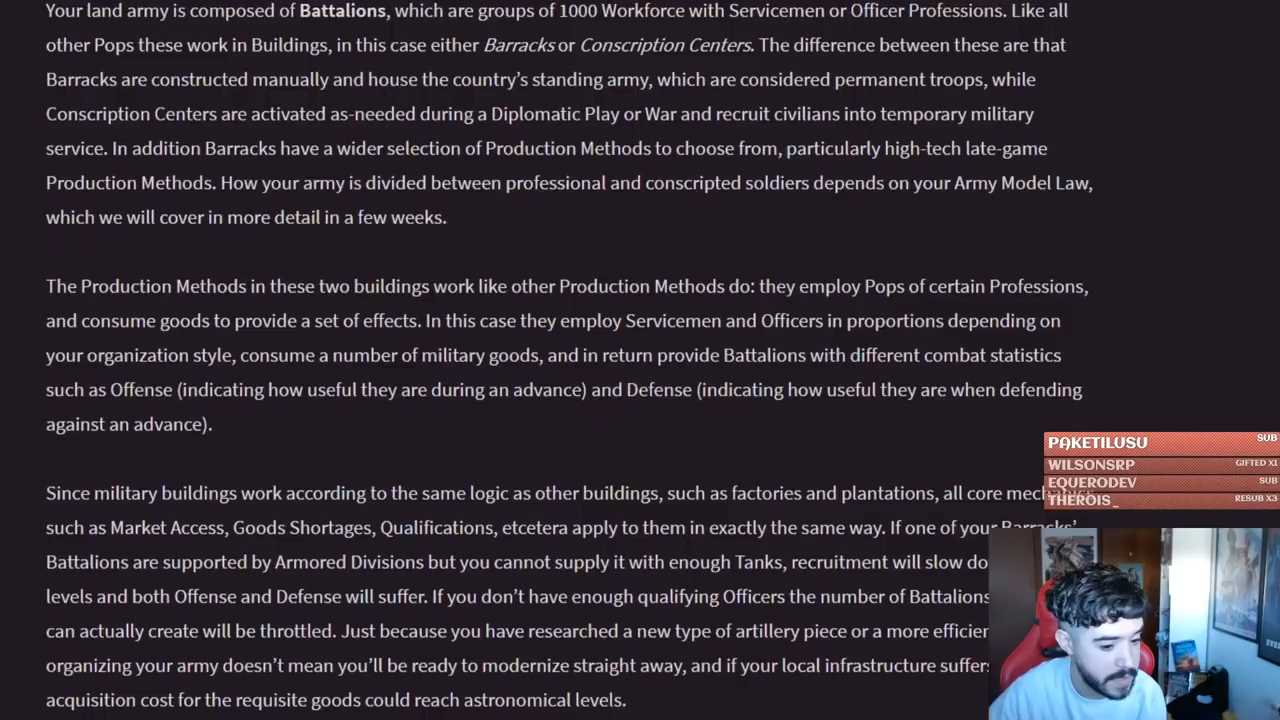 Your land army is composed of Battalions, which are groups of 1000 Workforce with Servicemen or Officer Professions. Like all
other Pops these work in Buildings, in this case either Barracks or Conscription Centers. The difference between these are that
Barracks are constructed manually and house the country's standing army, which are considered permanent troops, while
Conscription Centers are activated as-needed during a Diplomatic Play or War and recruit civilians into temporary military
service. In addition Barracks have a wider selection of Production Methods to choose from, particularly high-tech late-game
Production Methods. How your army is divided between professional and conscripted soldiers depends on your Army Model Law,
which we will cover in more detail in a few weeks.
The Production Methods in these two buildings work like other Production Methods do: they employ Pops of certain Professions,
and consume goods to provide a set of effects. In this case they employ Servicemen and Officers in proportions depending on
your organization style, consume a number of military goods, and in return provide Battalions with different combat statistics
such as Offense (indicating how useful they are during an advance) and Defense (indicating how useful they are when defending
against an advance).
Since military buildings work according to the same logic as other buildings, such as factories and plantations, all core
such as Market Access, Goods Shortages, Qualifications, etcetera apply to them in exactly the same way. If one of your Barracks'
Battalions are supported by Armored Divisions but you cannot supply it with enough Tanks, recruitment will slow
levels and both Offense and Defense will suffer. If you don't have enough qualifying Officers the number of Battalions
can actually create will be throttled. Just because you have researched a new type of artillery piece or a more
organizing your army doesn't mean you'll be ready to modernize straight away, and if your local infrastructure suffers
acquisition cost for the requisite goods could reach astronomical levels.
PAKETILUSU SUB
WILSONSRP GIFTED X1
EQUERODEV SUB
THEROIS_ RESUB X3